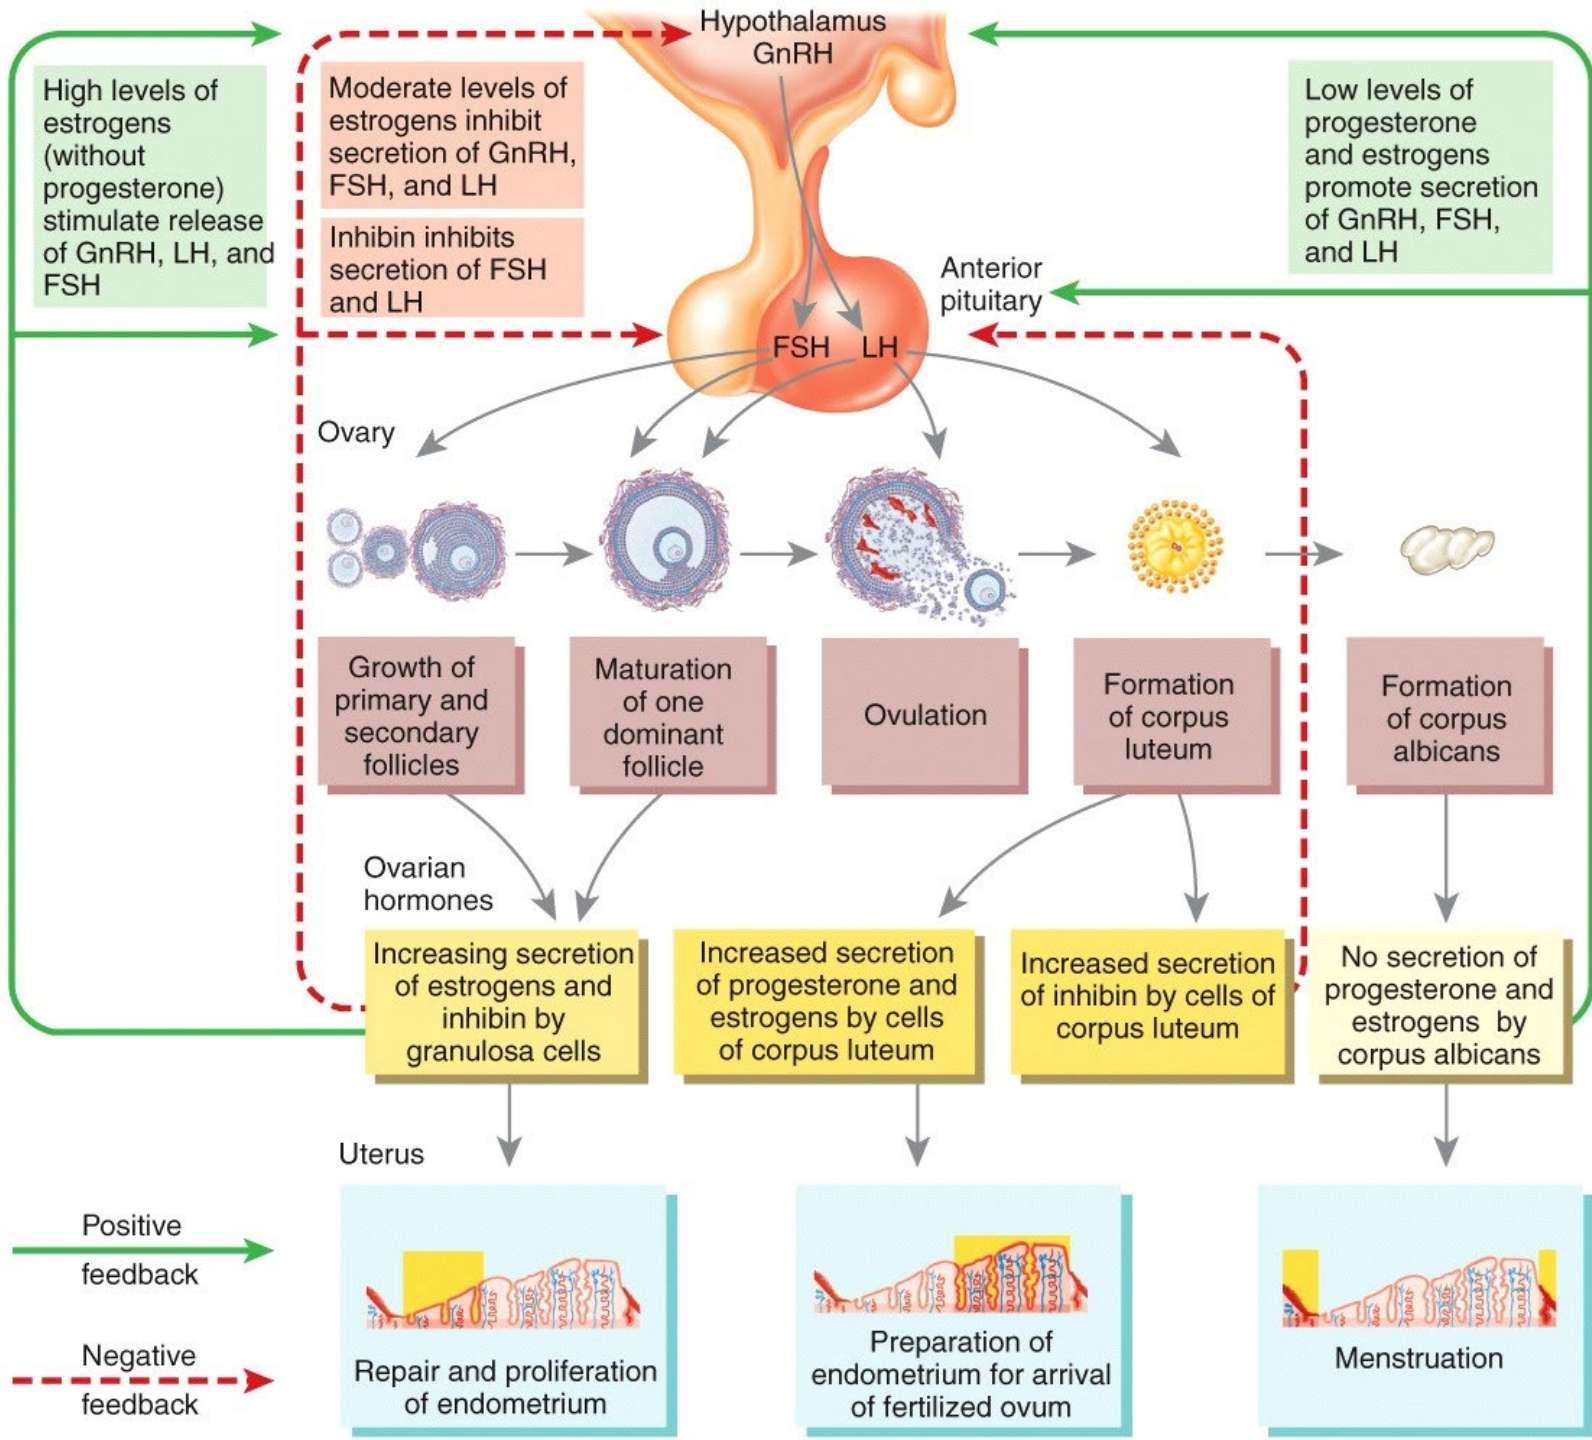 Hypothalamus
GnRH
High levels of
estrogens
(without
progesterone)
stimulate release
of GnRH, LH, and
FSH
Moderate levels of
estrogens inhibit
secretion of GnRH,
FSH, and LH
Inhibin inhibits
secretion of FSH
and LH
Low levels of
progesterone
and estrogens
promote secretion
of GnRH, FSH,
and LH
Anterior
pituitary
FSH
LH
Ovary
Growth of
primary and
secondary
follicles
Maturation
of one
dominant
follicle
Ovulation
Formation
of corpus
luteum
Formation
of corpus
albicans
Ovarian
hormones
Increasing secretion
of estrogens and
inhibin by
granulosa cells
Increased secretion
of progesterone and
estrogens by cells
of corpus luteum
Increased secretion
of inhibin by cells of
corpus luteum
No secretion of
progesterone and
estrogens by
corpus albicans
Uterus
Positive
feedback
Negative
feedback
Repair and proliferation
of endometrium
Preparation of
endometrium for arrival
of fertilized ovum
Menstruation